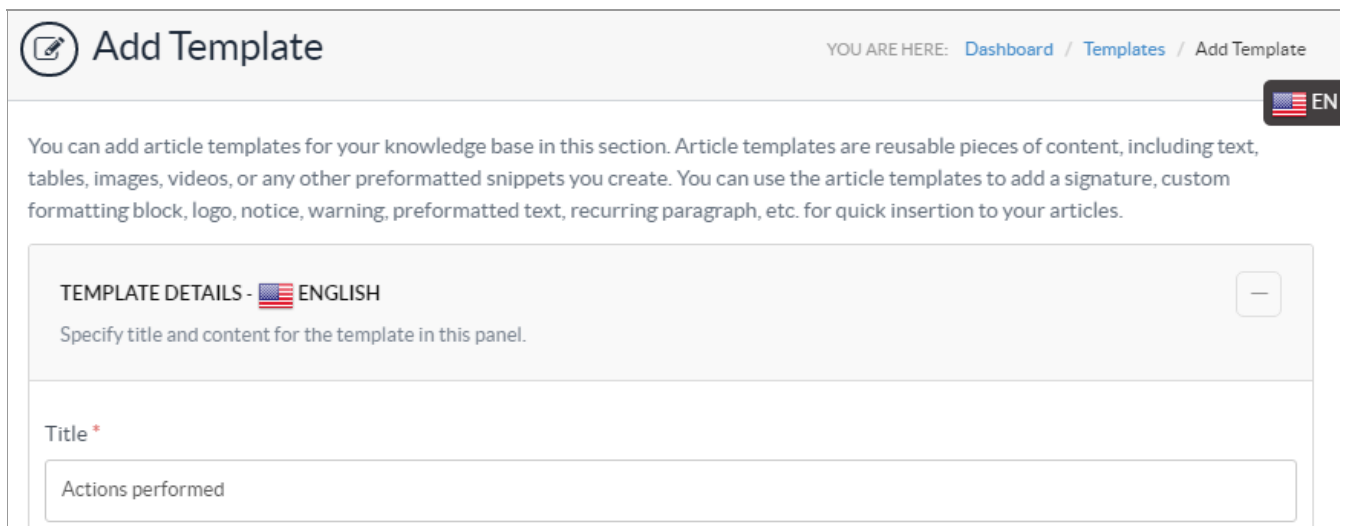 Add Template
YOU ARE HERE: Dashboard / Templates / Add Template
EN
You can add article templates for your knowledge base in this section. Article templates are reusable pieces of content, including text,
tables, images, videos, or any other preformatted snippets you create. You can use the article templates to add a signature, custom
formatting block, logo, notice, warning, preformatted text, recurring paragraph, etc. for quick insertion to your articles.
TEMPLATE DETAILS - ENGLISH
Specify title and content for the template in this panel.
Title *
Actions performed